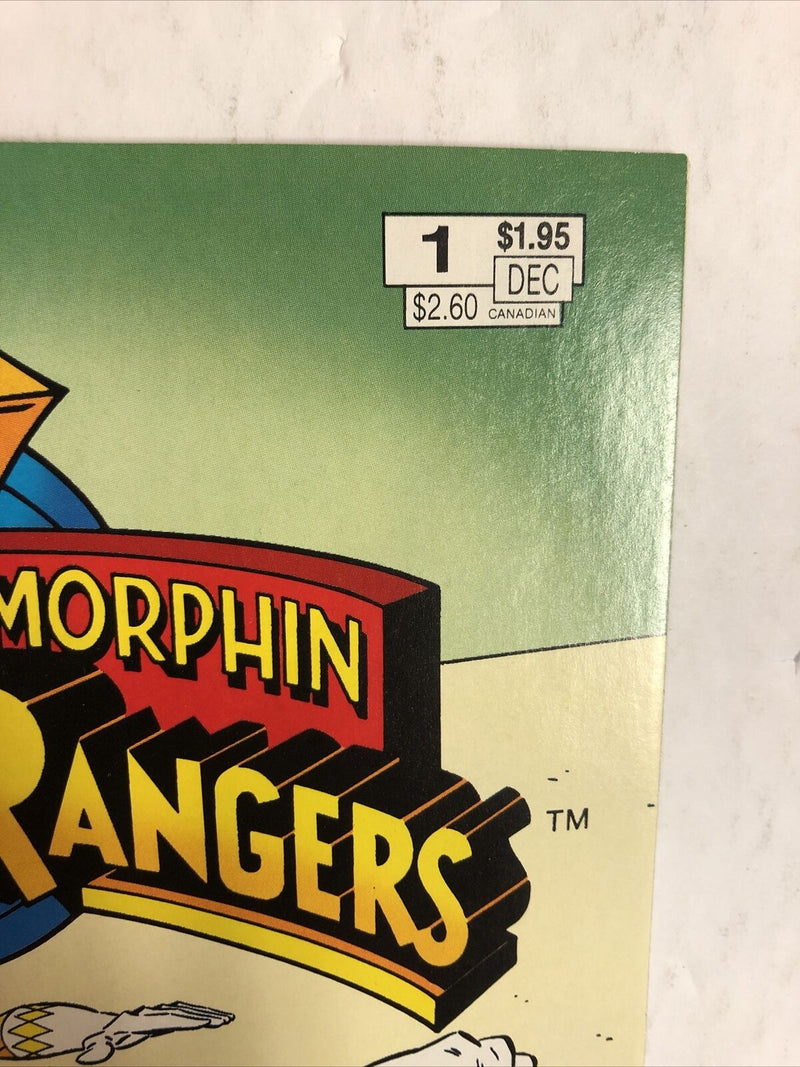 1 $1.95
DEC
$2.60 CANADIAN
MORPHIN
RANGERS
TM